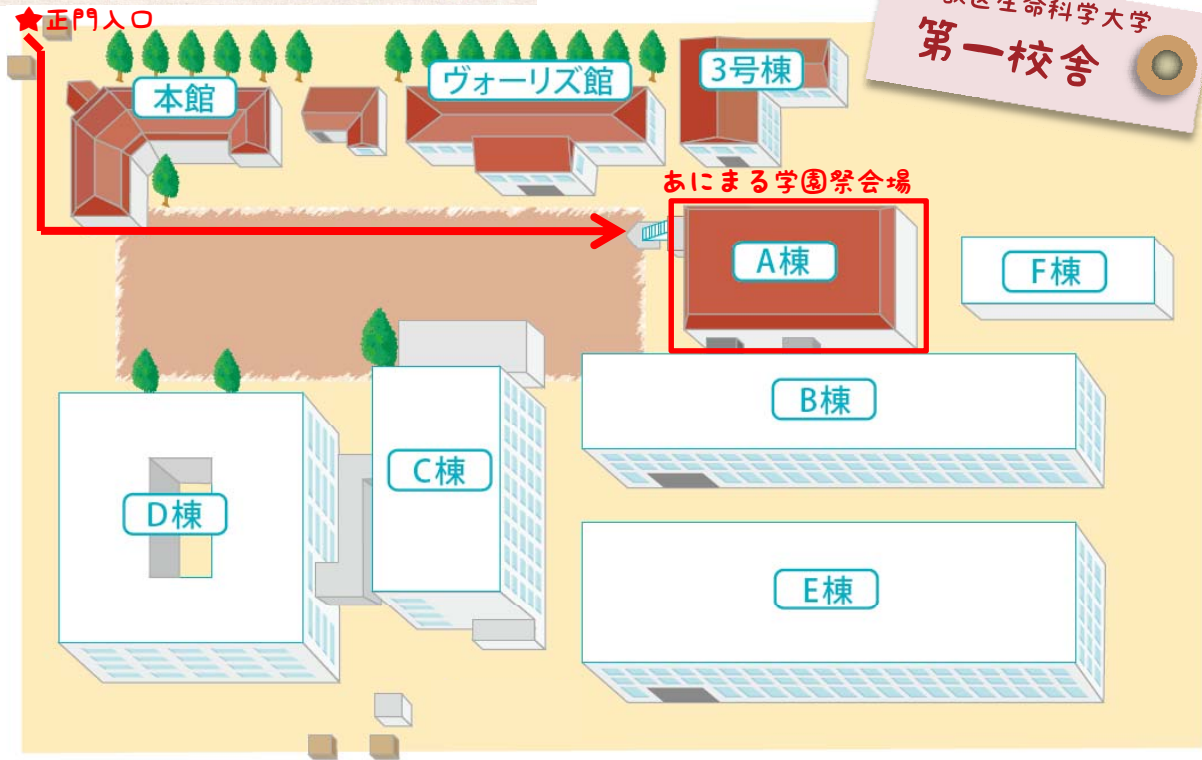 ★正門入口
獣医生命科学大学
第一校舎
本館
ヴォーリズ館
3号棟
あにまる学園祭会場
A棟
F棟
B棟
C棟
D棟
E棟